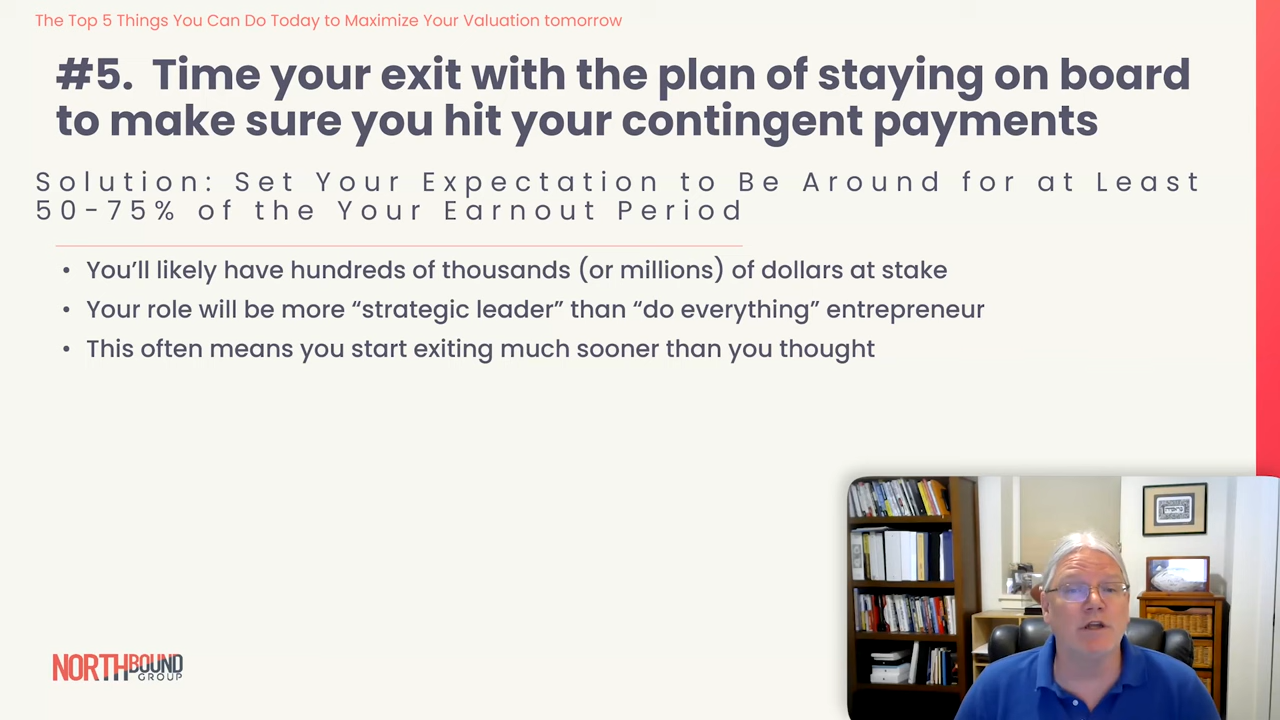 The Top 5 Things You Can Do Today to Maximize Your Valuation tomorrow
#5. Time your exit with the plan of staying on board
to make sure you hit your contingent payments
Solution: Set Your Expectation to Be Around for at Least
50-75% of the Your Earnout Period
• You’ll likely have hundreds of thousands (or millions) of dollars at stake
• Your role will be more “strategic leader” than “do everything” entrepreneur
• This often means you start exiting much sooner than you thought
NORTHBOUND
GROUP